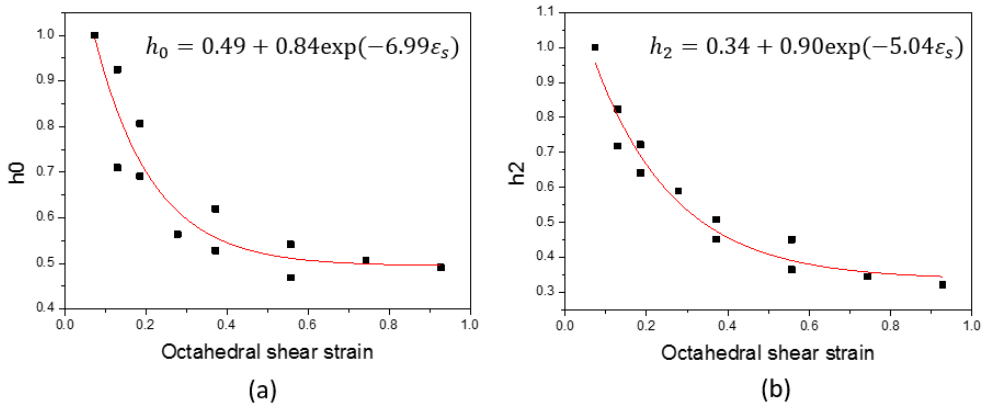 h₀ = 0.49 + 0.84exp(−6.99εₛ)
h0
1.0
0.9
0.8
0.7
0.6
0.5
0.4
0.0 0.2 0.4 0.6 0.8 1.0
Octahedral shear strain
(a)
h₂ = 0.34 + 0.90exp(−5.04εₛ)
h2
1.1
1.0
0.9
0.8
0.7
0.6
0.5
0.4
0.3
0.0 0.2 0.4 0.6 0.8 1.0
Octahedral shear strain
(b)